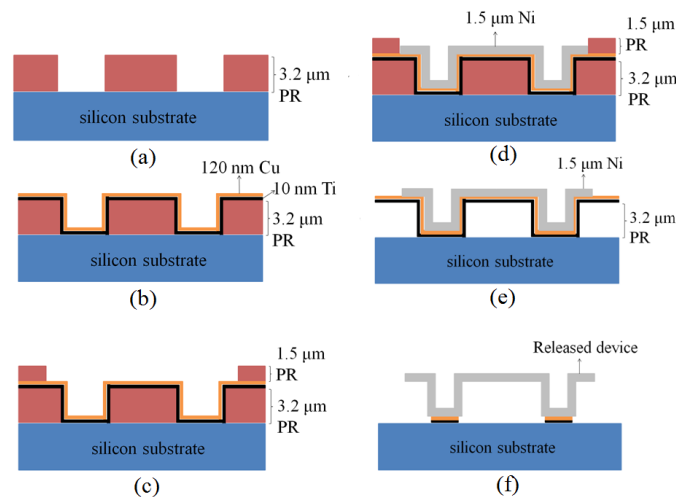 3.2 μm
PR
silicon substrate
(a)
120 nm Cu
10 nm Ti
3.2 μm
PR
silicon substrate
(b)
1.5 μm
PR
3.2 μm
PR
silicon substrate
(c)
1.5 μm Ni
1.5 μm
PR
3.2 μm
PR
silicon substrate
(d)
1.5 μm Ni
3.2 μm
PR
silicon substrate
(e)
Released device
silicon substrate
(f)